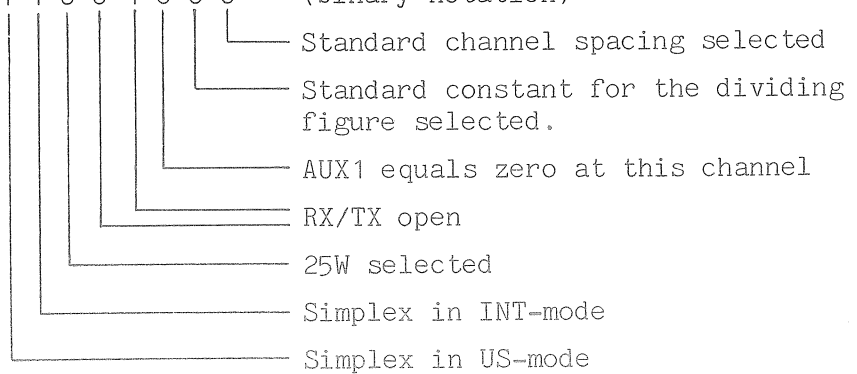 (binary notation)
Standard channel spacing selected
Standard constant for the dividing
figure selected.
AUX1 equals zero at this channel
RX/TX open
25W selected
Simplex in INT-mode
Simplex in US-mode